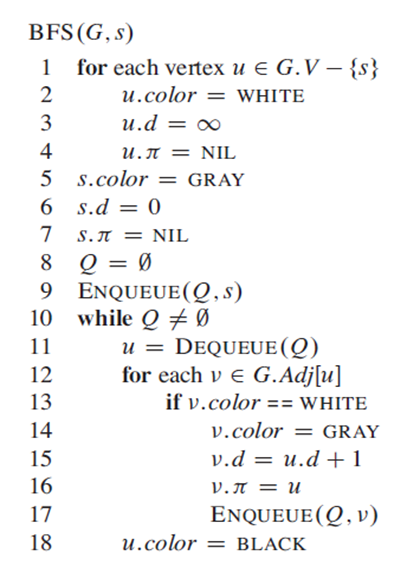 BFS(G, s)
1 for each vertex u ∈ G.V − {s}
2 u.color = WHITE
3 u.d = ∞
4 u.π = NIL
5 s.color = GRAY
6 s.d = 0
7 s.π = NIL
8 Q = Ø
9 ENQUEUE(Q, s)
10 while Q ≠ Ø
11 u = DEQUEUE(Q)
12 for each v ∈ G.Adj[u]
13 if v.color == WHITE
14 v.color = GRAY
15 v.d = u.d + 1
16 v.π = u
17 ENQUEUE(Q, v)
18 u.color = BLACK